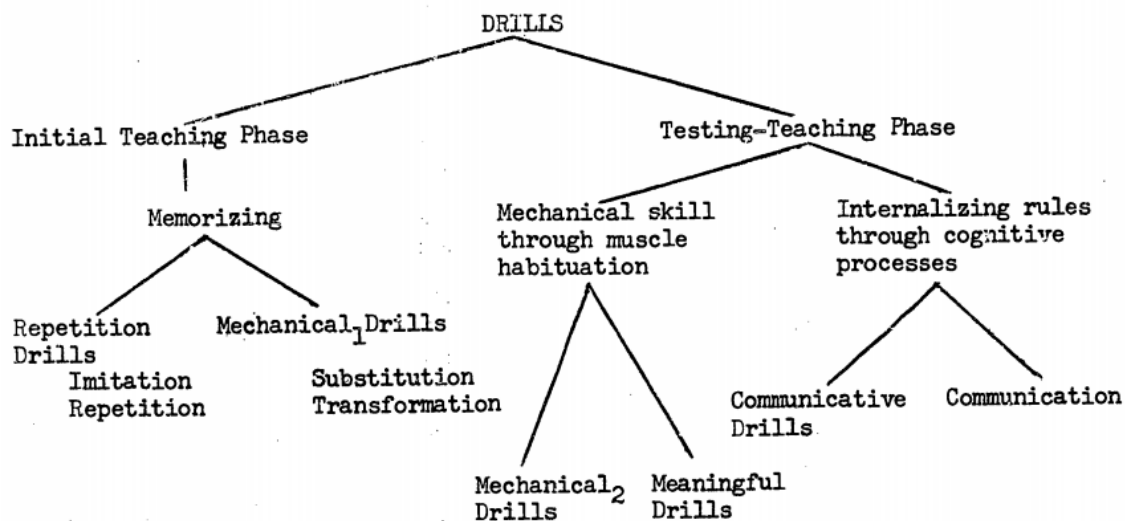 DRILLS
Initial Teaching Phase
Testing-Teaching Phase
Memorizing
Mechanical skill
through muscle
habituation
Internalizing rules
through cognitive
processes
Repetition
Drills
Imitation
Repetition
Mechanical₁ Drills
Substitution
Transformation
Communicative
Drills
Communication
Mechanical₂
Drills
Meaningful
Drills